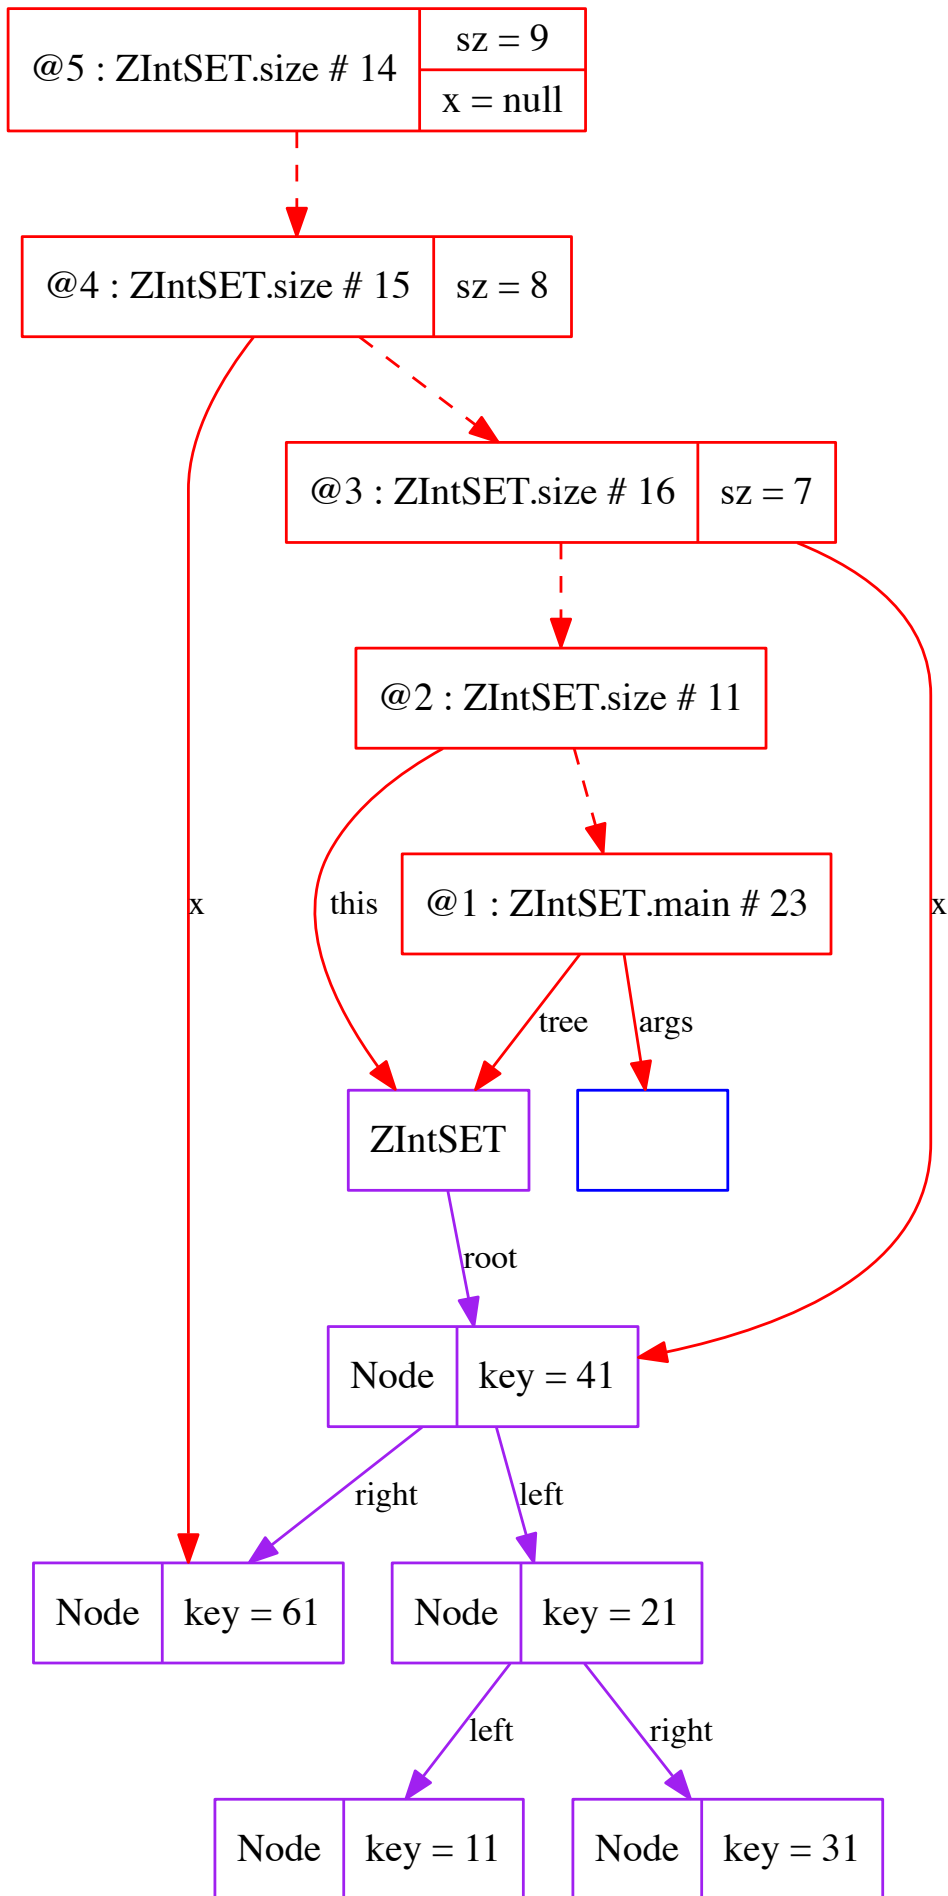 @5 : ZIntSET.size # 14
sz = 9
x = null
@4 : ZIntSET.size # 15
sz = 8
@3 : ZIntSET.size # 16
sz = 7
@2 : ZIntSET.size # 11
x
this
@1 : ZIntSET.main # 23
x
tree
args
ZIntSET
root
Node
key = 41
right
left
Node
key = 61
Node
key = 21
left
right
Node
key = 11
Node
key = 31